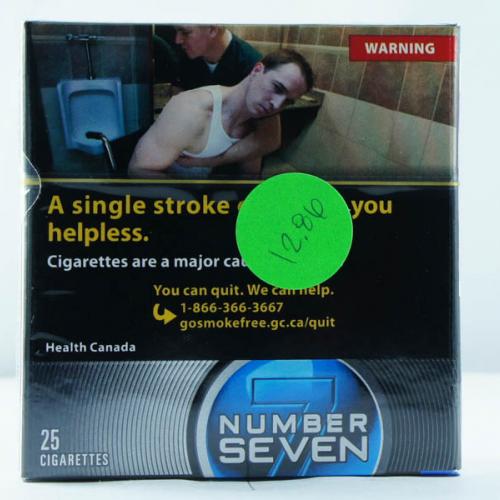 WARNING
A single stroke you
helpless.
Cigarettes are a major
12.86
You can quit. We can help.
1-866-366-3667
gosmokefree.gc.ca/quit
Health Canada
7
NUMBER
SEVEN
25
CIGARETTES